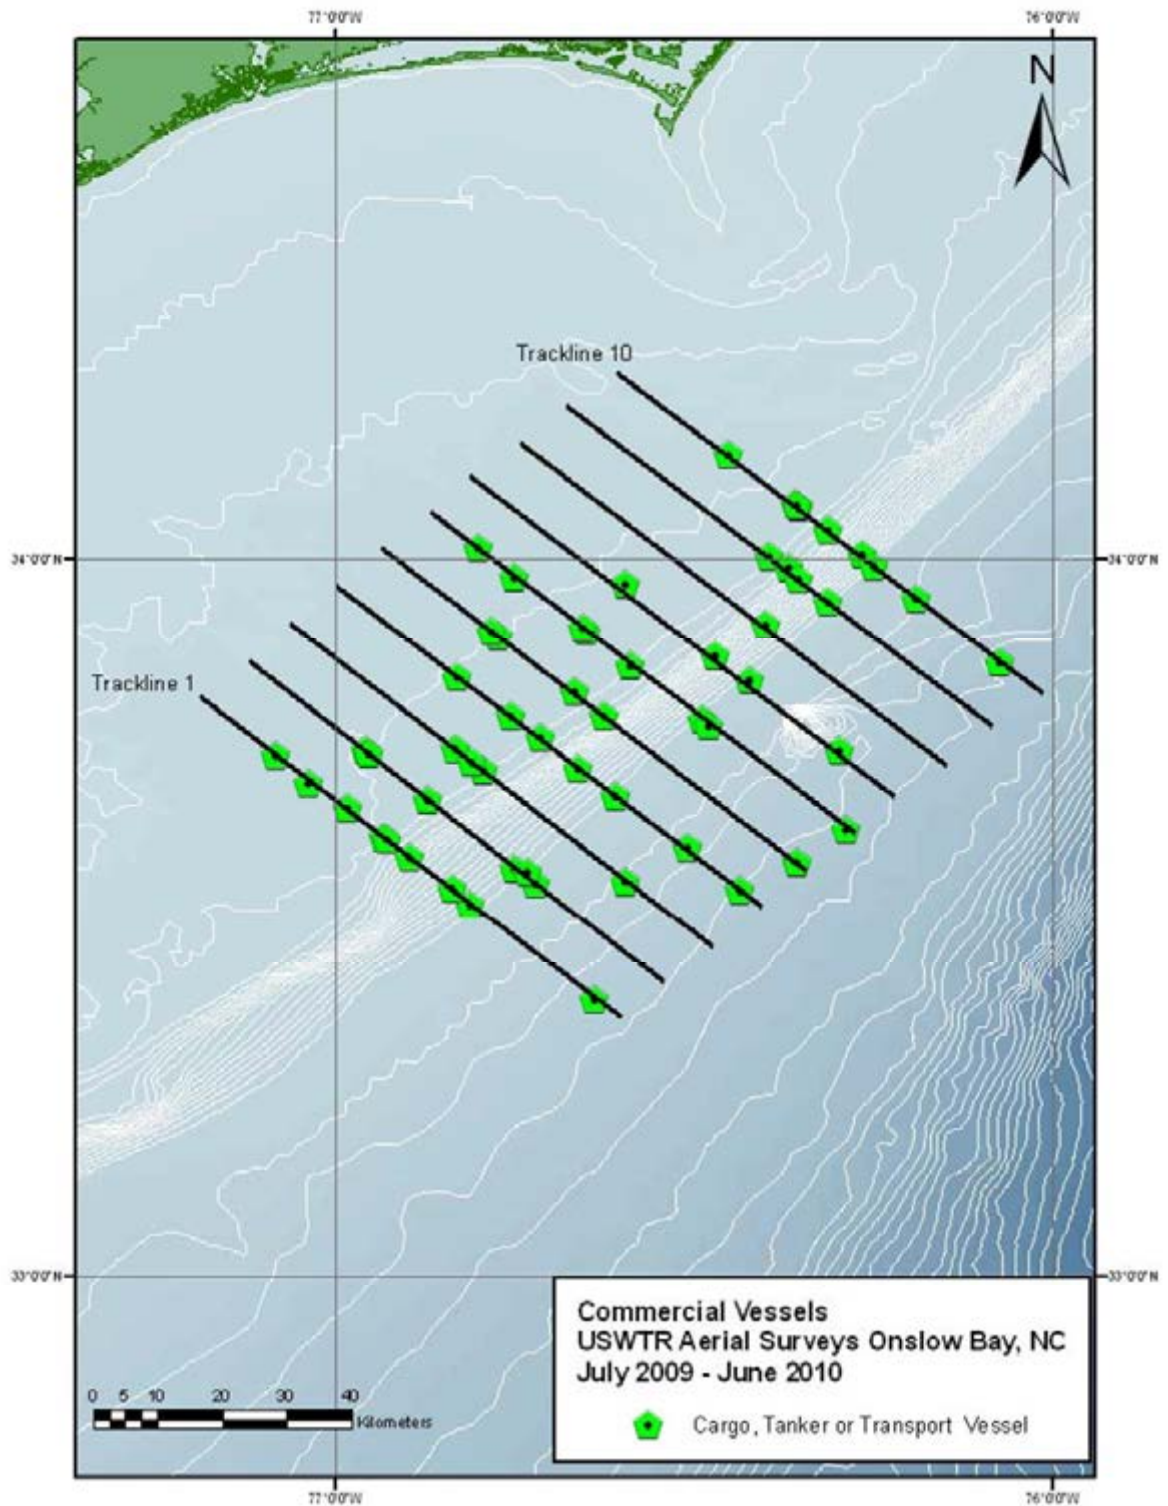 77°0'0"W 76°0'0"W
N
Trackline 10
34°0'0"N 34°0'0"N
Trackline 1
33°0'0"N 33°0'0"N
Commercial Vessels
USWTR Aerial Surveys Onslow Bay, NC
July 2009 - June 2010
0 5 10 20 30 40
Kilometers
Cargo, Tanker or Transport Vessel
77°0'0"W 76°0'0"W